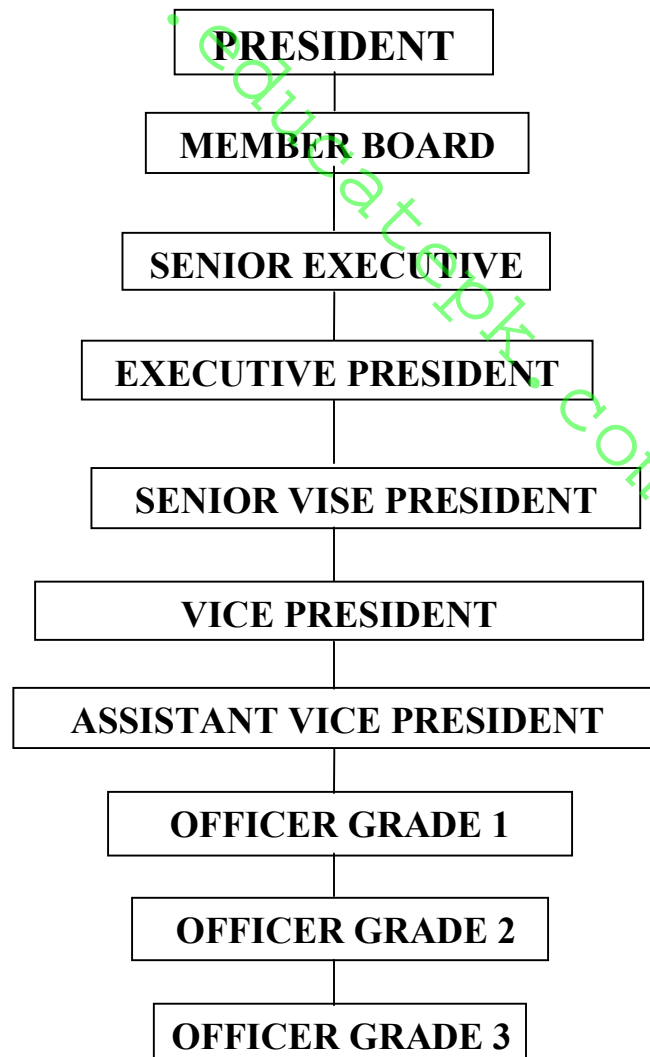 PRESIDENT
MEMBER BOARD
SENIOR EXECUTIVE
EXECUTIVE PRESIDENT
SENIOR VISE PRESIDENT
VICE PRESIDENT
ASSISTANT VICE PRESIDENT
OFFICER GRADE 1
OFFICER GRADE 2
OFFICER GRADE 3
.educatepk.com